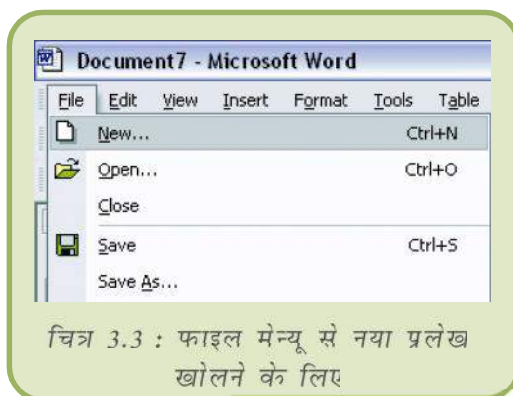 Document7 - Microsoft Word
File Edit View Insert Format Tools Table
New... Ctrl+N
Open... Ctrl+O
Close
Save Ctrl+S
Save As...
चित्र 3.3 : फाइल मेन्यू से नया प्रलेख
खोलने के लिए